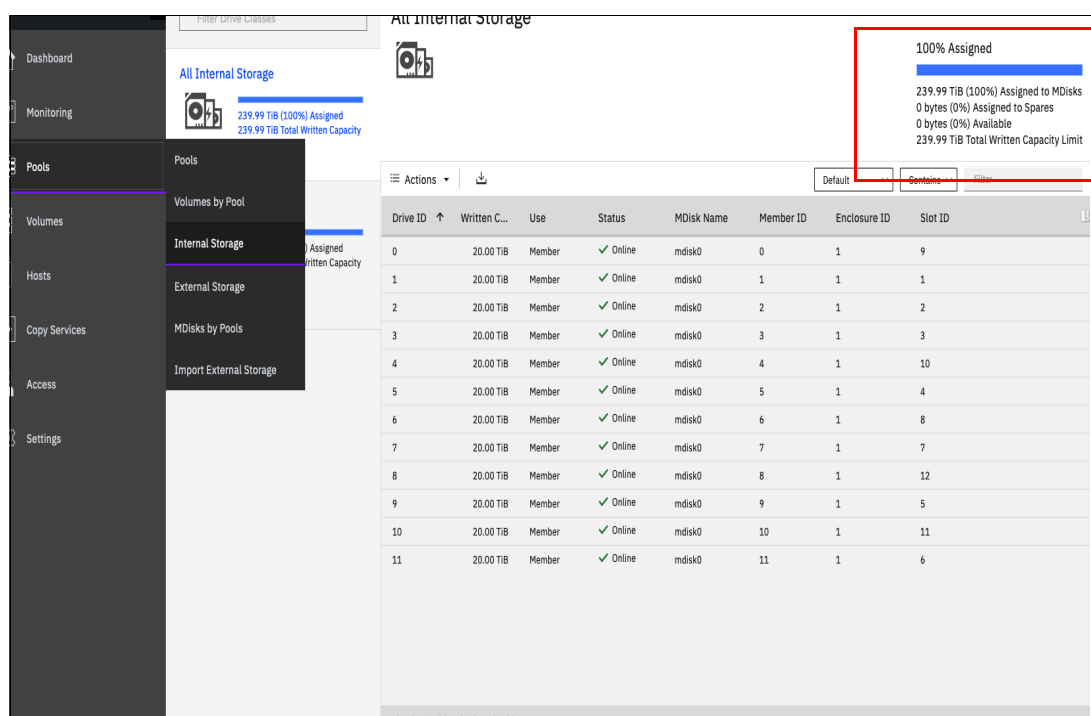 Filter Drive Classes
All Internal Storage
Dashboard
Monitoring
Pools
Volumes
Hosts
Copy Services
Access
Settings
All Internal Storage
239.99 TiB (100%) Assigned
239.99 TiB Total Written Capacity
) Assigned
Written Capacity
Pools
Volumes by Pool
Internal Storage
External Storage
MDisks by Pools
Import External Storage
100% Assigned
239.99 TiB (100%) Assigned to MDisks
0 bytes (0%) Assigned to Spares
0 bytes (0%) Available
239.99 TiB Total Written Capacity Limit
Actions
Default Contains Filter
Drive ID Written C... Use Status MDisk Name Member ID Enclosure ID Slot ID
0 20.00 TiB Member Online mdisk0 0 1 9
1 20.00 TiB Member Online mdisk0 1 1 1
2 20.00 TiB Member Online mdisk0 2 1 2
3 20.00 TiB Member Online mdisk0 3 1 3
4 20.00 TiB Member Online mdisk0 4 1 10
5 20.00 TiB Member Online mdisk0 5 1 4
6 20.00 TiB Member Online mdisk0 6 1 8
7 20.00 TiB Member Online mdisk0 7 1 7
8 20.00 TiB Member Online mdisk0 8 1 12
9 20.00 TiB Member Online mdisk0 9 1 5
10 20.00 TiB Member Online mdisk0 10 1 11
11 20.00 TiB Member Online mdisk0 11 1 6